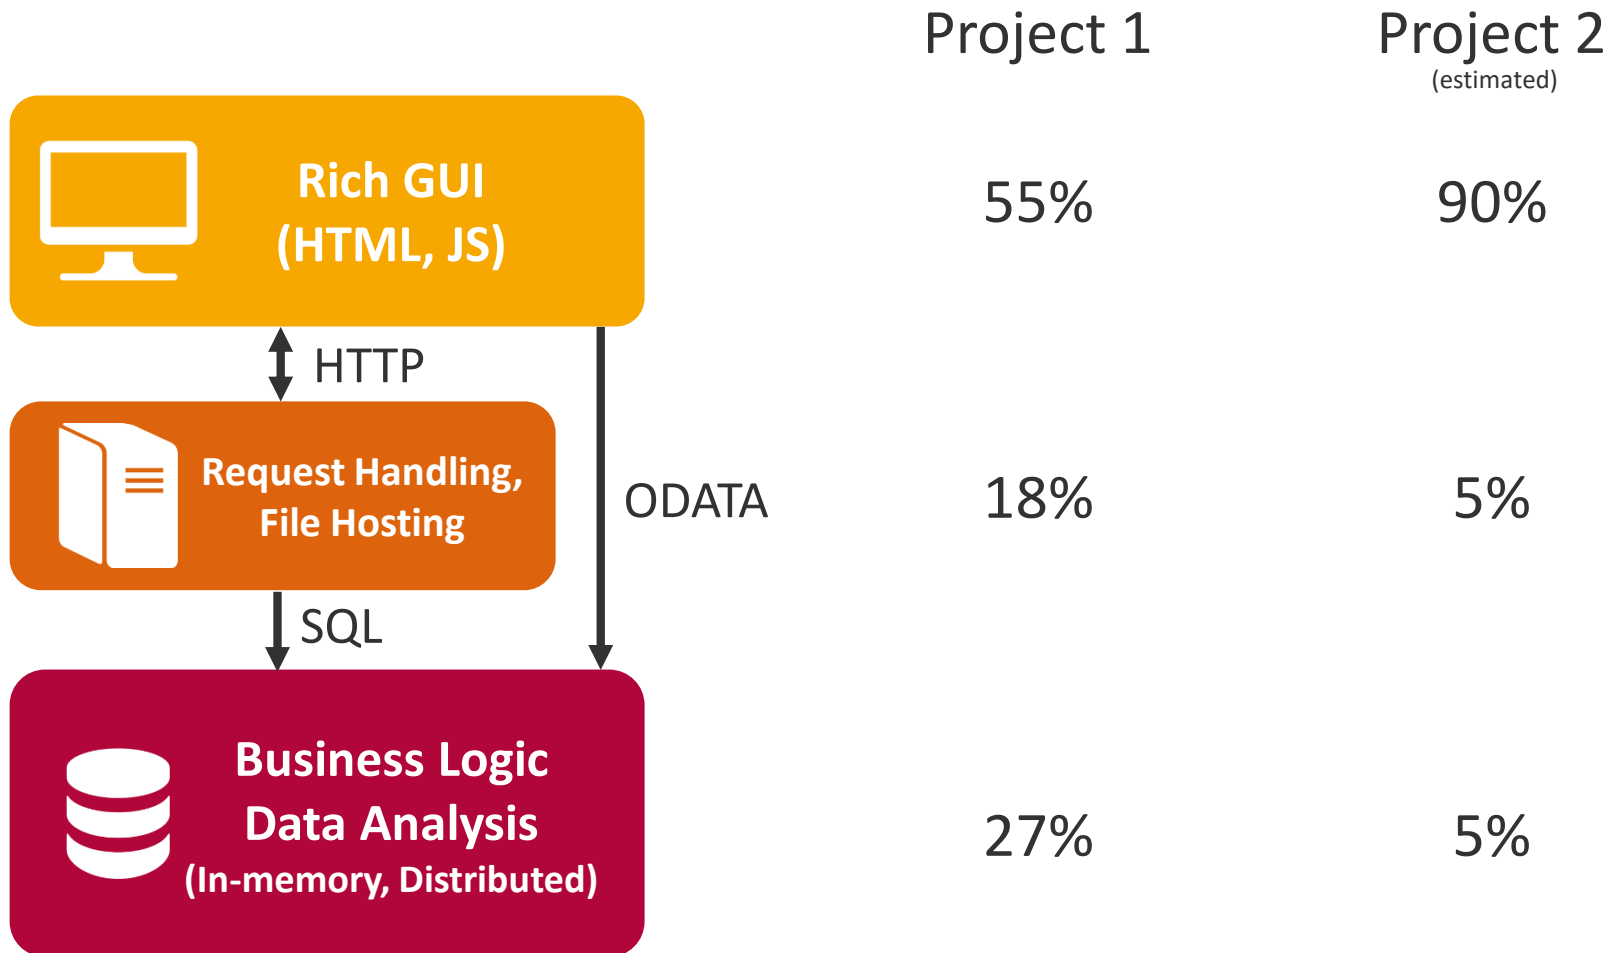 Project 1
Project 2
(estimated)
Rich GUI
(HTML, JS)
55%
90%
HTTP
Request Handling,
File Hosting
ODATA
18%
5%
SQL
Business Logic
Data Analysis
(In-memory, Distributed)
27%
5%